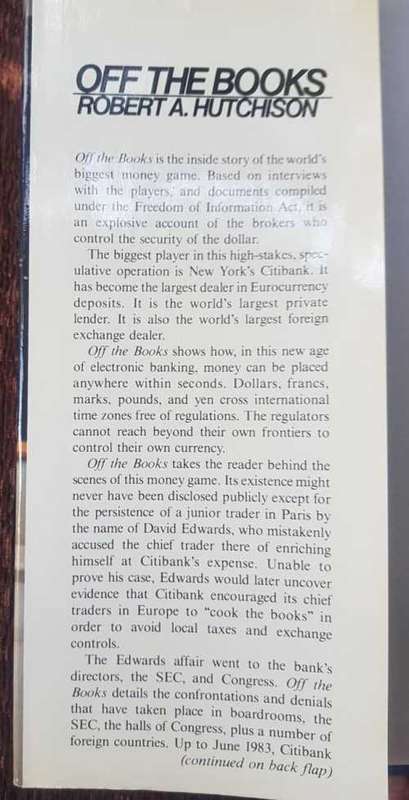 OFF THE BOOKS
ROBERT A. HUTCHISON
Off the Books is the inside story of the world's
biggest money game. Based on interviews
with the players, and documents compiled
under the Freedom of Information Act, it is
an explosive account of the brokers who
control the security of the dollar.
The biggest player in this high-stakes, spec-
ulative operation is New York's Citibank. It
has become the largest dealer in Eurocurrency
deposits. It is the world's largest private
lender. It is also the world's largest foreign
exchange dealer.
Off the Books shows how, in this new age
of electronic banking, money can be placed
anywhere within seconds. Dollars, francs,
marks, pounds, and yen cross international
time zones free of regulations. The regulators
cannot reach beyond their own frontiers to
control their own currency.
Off the Books takes the reader behind the
scenes of this money game. Its existence might
never have been disclosed publicly except for
the persistence of a junior trader in Paris by
the name of David Edwards, who mistakenly
accused the chief trader there of enriching
himself at Citibank's expense. Unable to
prove his case, Edwards would later uncover
evidence that Citibank encouraged its chief
traders in Europe to "cook the books" in
order to avoid local taxes and exchange
controls.
The Edwards affair went to the bank's
directors, the SEC, and Congress. Off the
Books details the confrontations and denials
that have taken place in boardrooms, the
SEC, the halls of Congress, plus a number of
foreign countries. Up to June 1983, Citibank
(continued on back flap)